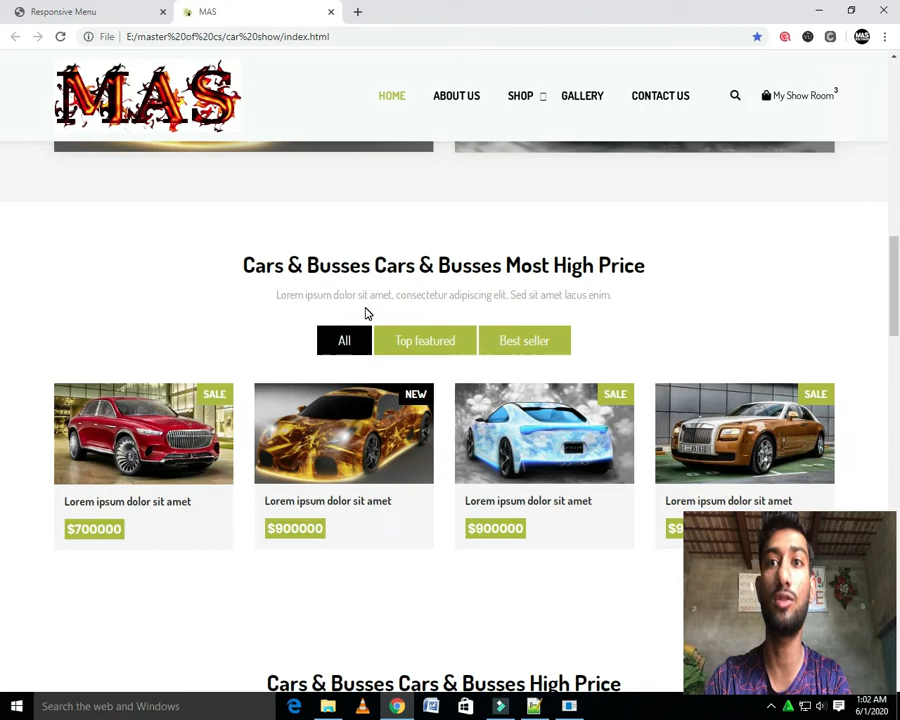 Responsive Menu
MAS
File E:/master%20of%20cs/car%20show/index.html
MAS
HOME ABOUT US SHOP GALLERY CONTACT US My Show Room 3
Cars & Busses Cars & Busses Most High Price
Lorem ipsum dolor sit amet, consectetur adipiscing elit. Sed sit amet lacus enim.
All Top featured Best seller
SALE NEW SALE SALE
Lorem ipsum dolor sit amet Lorem ipsum dolor sit amet Lorem ipsum dolor sit amet Lorem ipsum dolor sit amet
$700000 $900000 $900000
Cars & Busses Cars & Busses High Price
Search the web and Windows
1:02 AM
6/1/2020